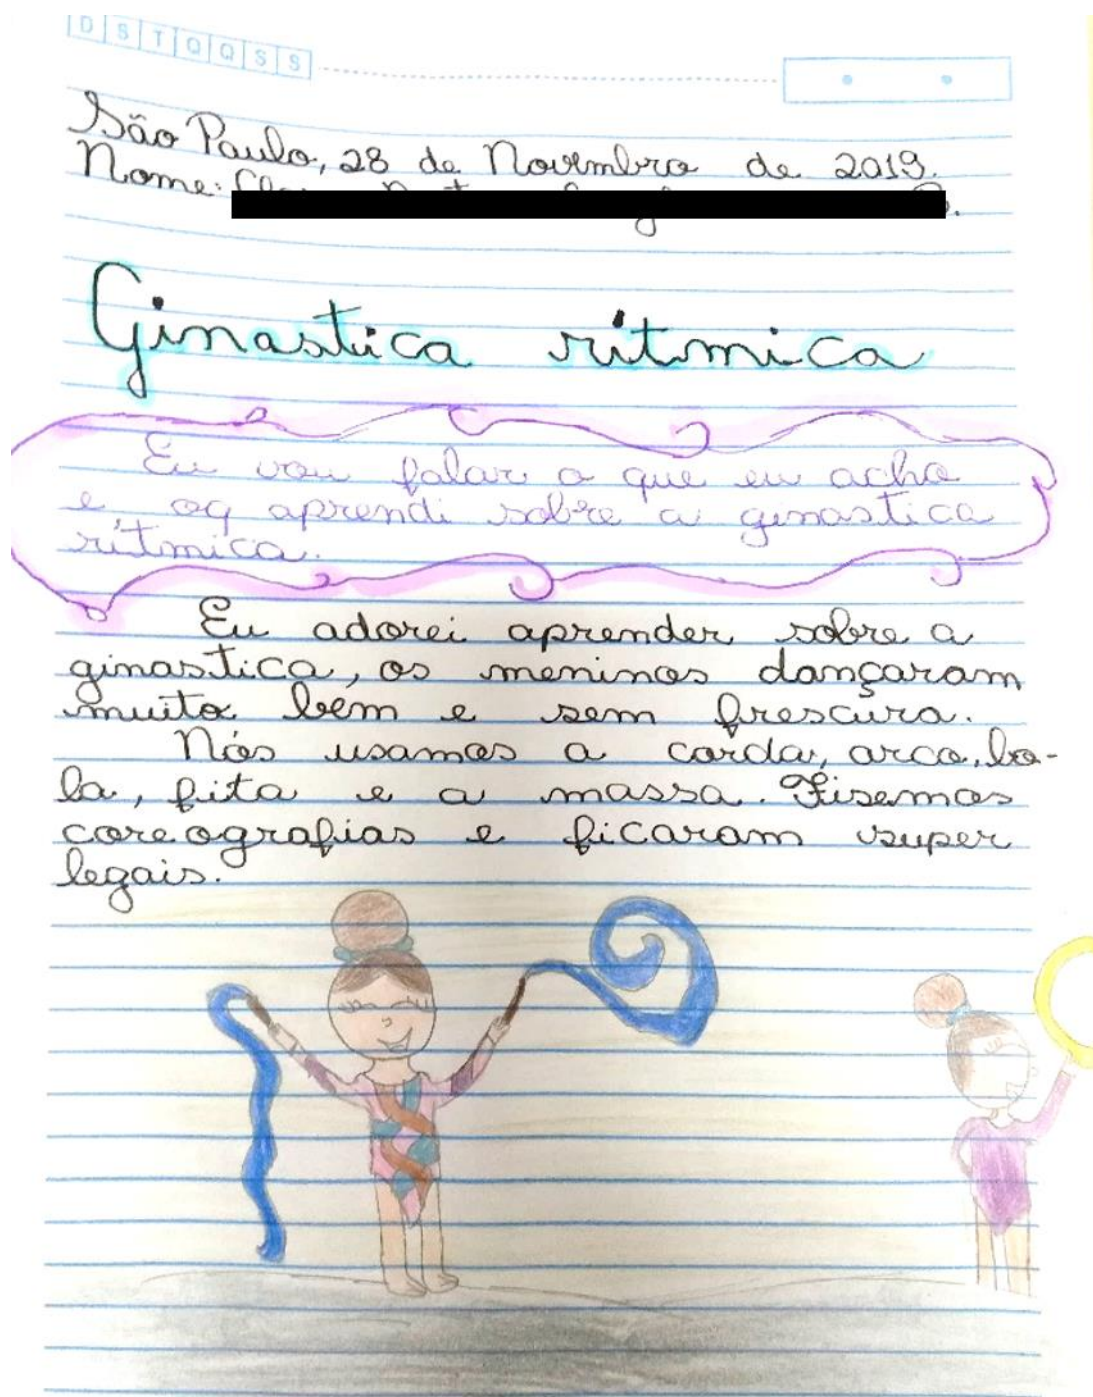 D S T Q Q S S
São Paulo, 28 de Novembro de 2019.
Nome:
Ginastica rítmica
Eu vou falar o que eu acho
e oq aprendi sobre a ginastica
rítmica.
Eu adorei aprender sobre a
ginastica, os meninos dançaram
muito bem e sem frescura.
Nós usamos a corda, arco, bo-
la, fita e a massa. Fisemos
coreografias e ficaram super
legais.